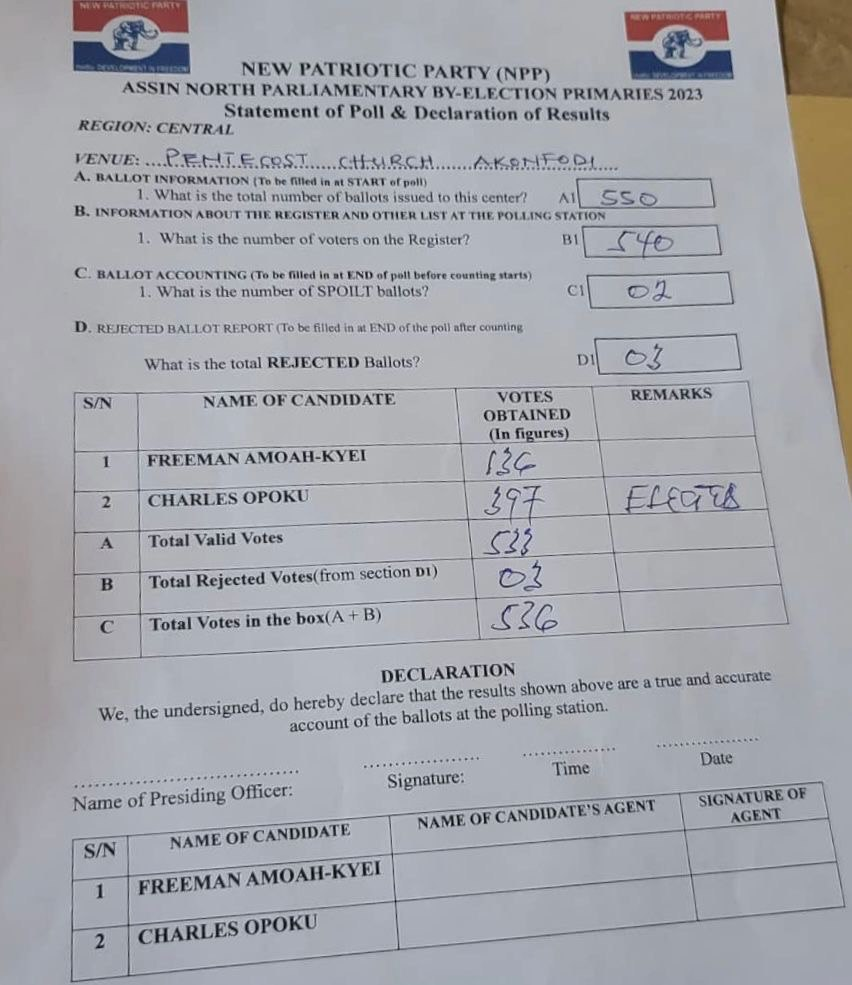 NEW PATRIOTIC PARTY
NEW PATRIOTIC PARTY
DEVELOPMENT IN FREEDOM
DEVELOPMENT IN FREEDOM
NEW PATRIOTIC PARTY (NPP)
ASSIN NORTH PARLIAMENTARY BY-ELECTION PRIMARIES 2023
Statement of Poll & Declaration of Results
REGION: CENTRAL
VENUE: ....PENTECOST.....CHURCH......AKONFODI....
A. BALLOT INFORMATION (To be filled in at START of poll)
1. What is the total number of ballots issued to this center? A1 550
B. INFORMATION ABOUT THE REGISTER AND OTHER LIST AT THE POLLING STATION
1. What is the number of voters on the Register? B1 540
C. BALLOT ACCOUNTING (To be filled in at END of poll before counting starts)
1. What is the number of SPOILT ballots? C1 02
D. REJECTED BALLOT REPORT (To be filled in at END of the poll after counting
What is the total REJECTED Ballots? D1 03
S/N NAME OF CANDIDATE VOTES OBTAINED (In figures) REMARKS
1 FREEMAN AMOAH-KYEI 136
2 CHARLES OPOKU 397 ELECTED
A Total Valid Votes 533
B Total Rejected Votes(from section D1) 03
C Total Votes in the box(A + B) 536
DECLARATION
We, the undersigned, do hereby declare that the results shown above are a true and accurate
account of the ballots at the polling station.
Name of Presiding Officer: Signature: Time Date
S/N NAME OF CANDIDATE NAME OF CANDIDATE'S AGENT SIGNATURE OF AGENT
1 FREEMAN AMOAH-KYEI
2 CHARLES OPOKU